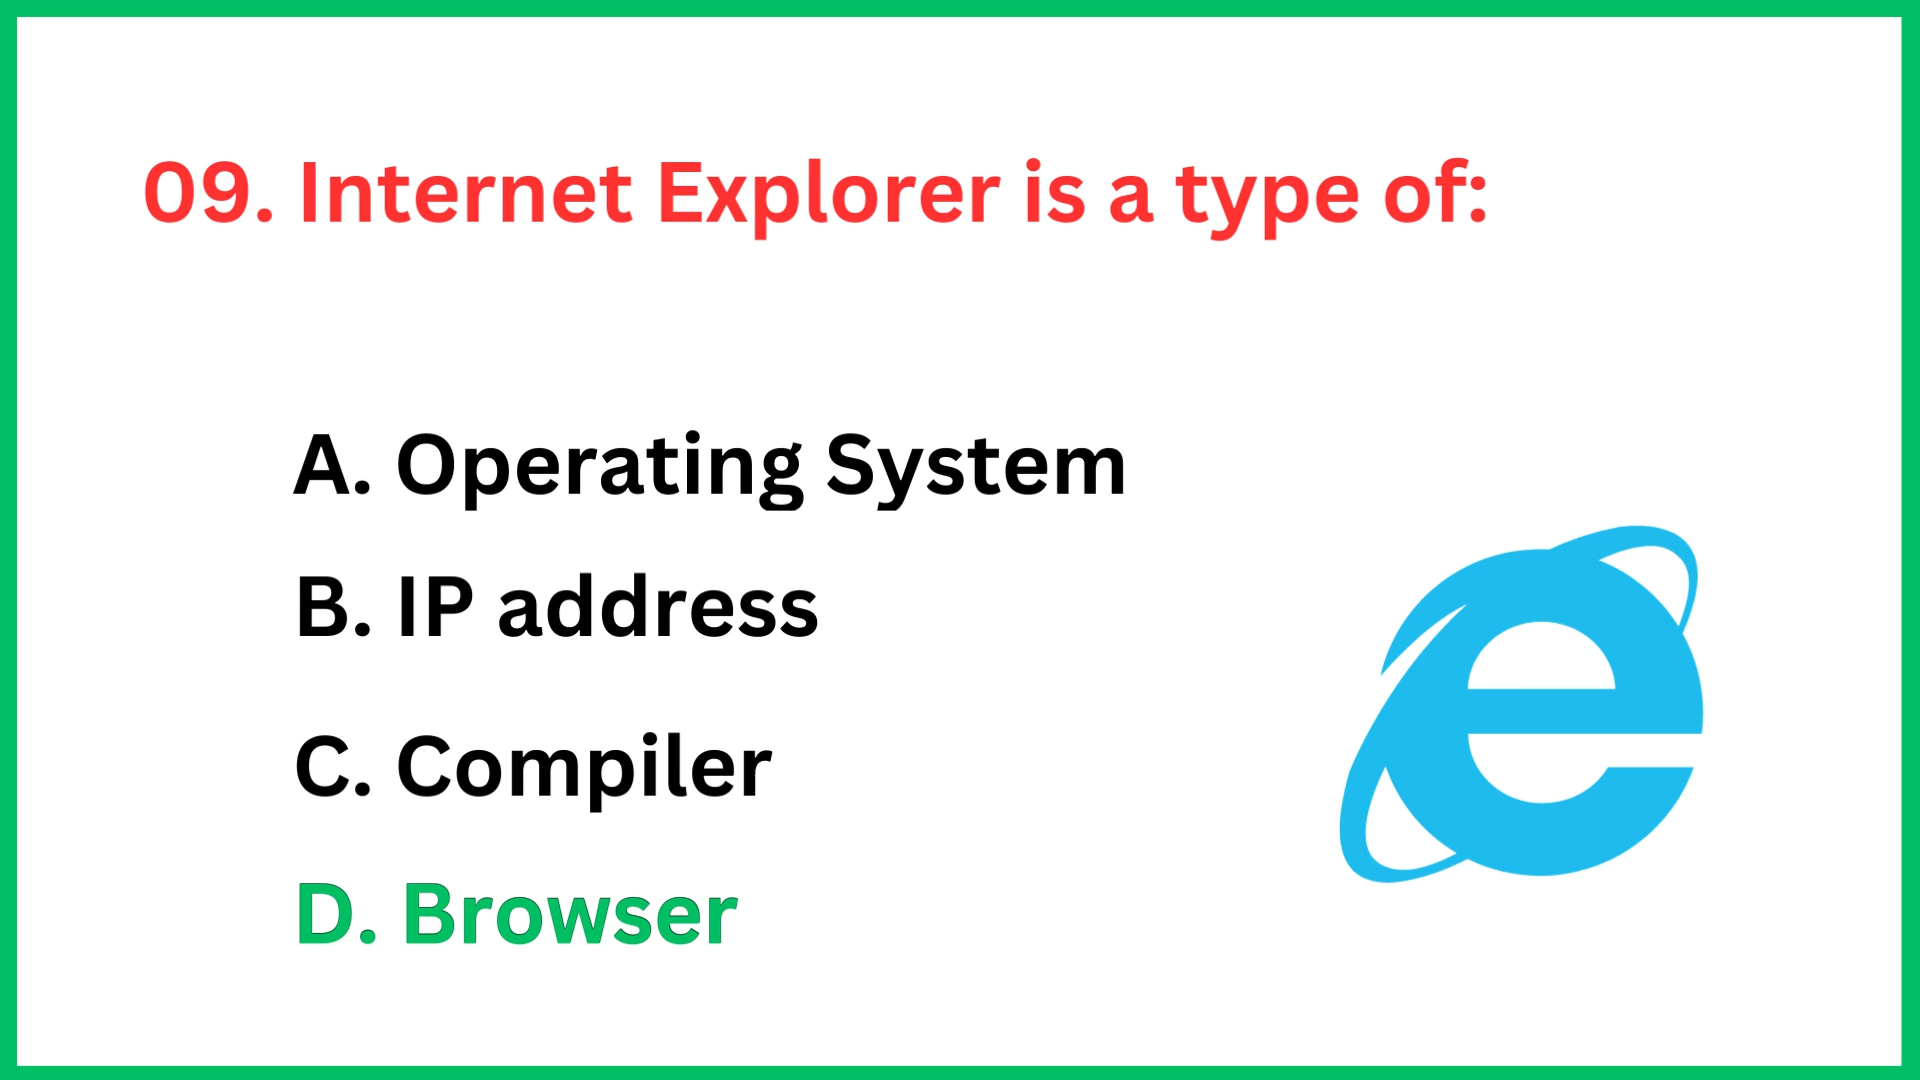 09. Internet Explorer is a type of:
A. Operating System
B. IP address
C. Compiler
D. Browser